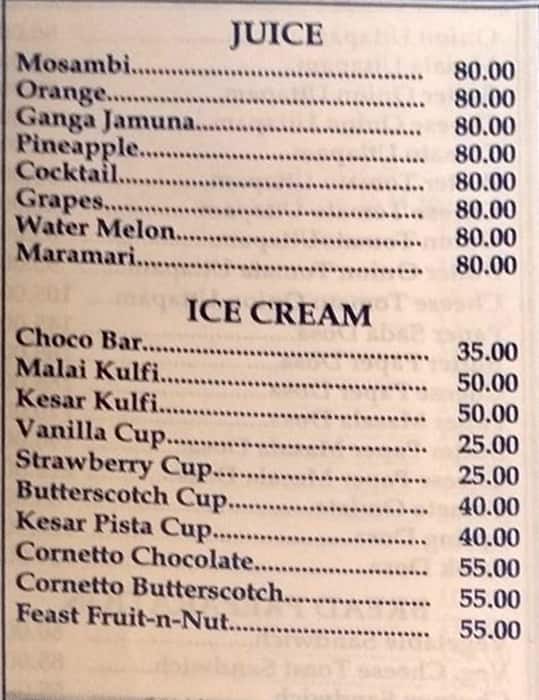 JUICE
Mosambi.................................... 80.00
Orange....................................... 80.00
Ganga Jamuna............................ 80.00
Pineapple................................... 80.00
Cocktail...................................... 80.00
Grapes........................................ 80.00
Water Melon............................... 80.00
Maramari.................................... 80.00
ICE CREAM
Choco Bar.................................... 35.00
Malai Kulfi.................................. 50.00
Kesar Kulfi.................................. 50.00
Vanilla Cup................................. 25.00
Strawberry Cup........................... 25.00
Butterscotch Cup......................... 40.00
Kesar Pista Cup........................... 40.00
Cornetto Chocolate...................... 55.00
Cornetto Butterscotch.................. 55.00
Feast Fruit-n-Nut......................... 55.00